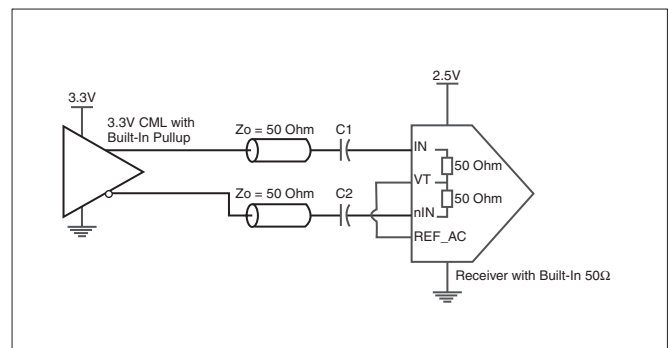 3.3V
3.3V CML with
Built-In Pullup
Zo = 50 Ohm
C1
Zo = 50 Ohm
C2
2.5V
IN
50 Ohm
VT
50 Ohm
nIN
REF_AC
Receiver with Built-In 50Ω